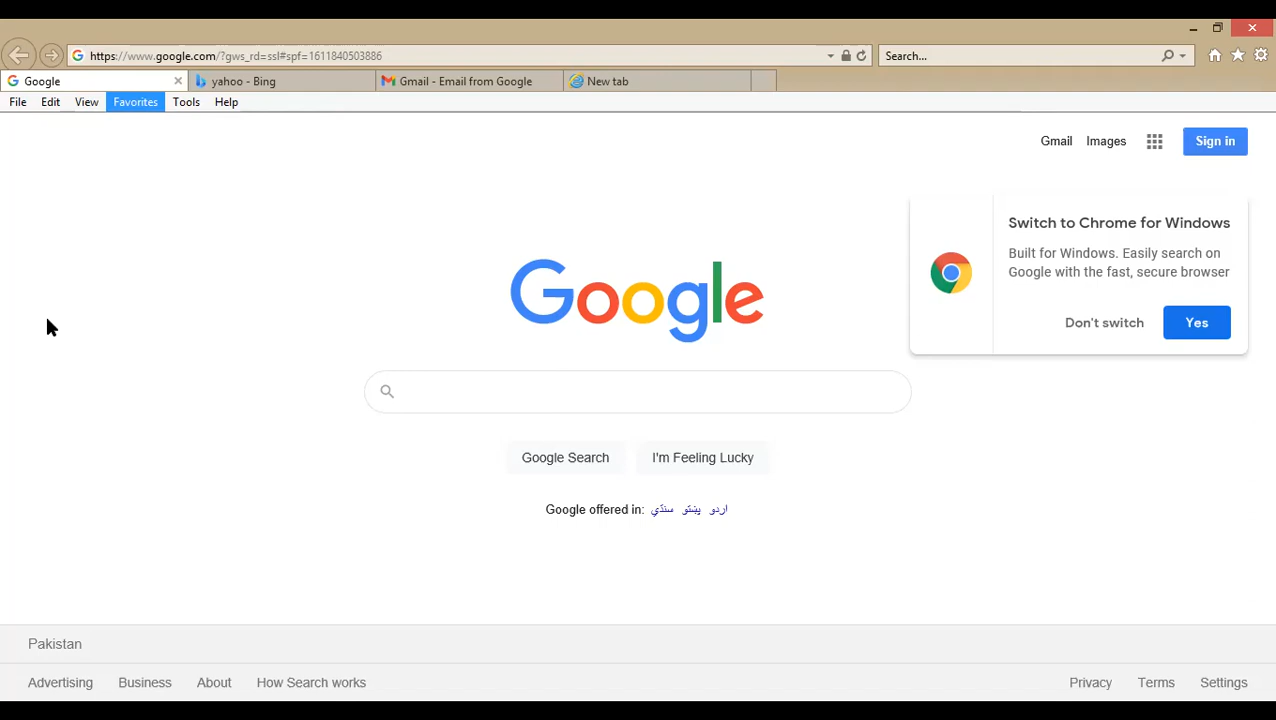 https://www.google.com/?gws_rd=ssl#spf=1611840503886
Search...
Google
yahoo - Bing
Gmail - Email from Google
New tab
File Edit View Favorites Tools Help
Gmail Images Sign in
Switch to Chrome for Windows
Built for Windows. Easily search on
Google with the fast, secure browser
Don't switch Yes
Google
Google Search I'm Feeling Lucky
Google offered in: اردو پښتو سنڌي
Pakistan
Advertising Business About How Search works
Privacy Terms Settings